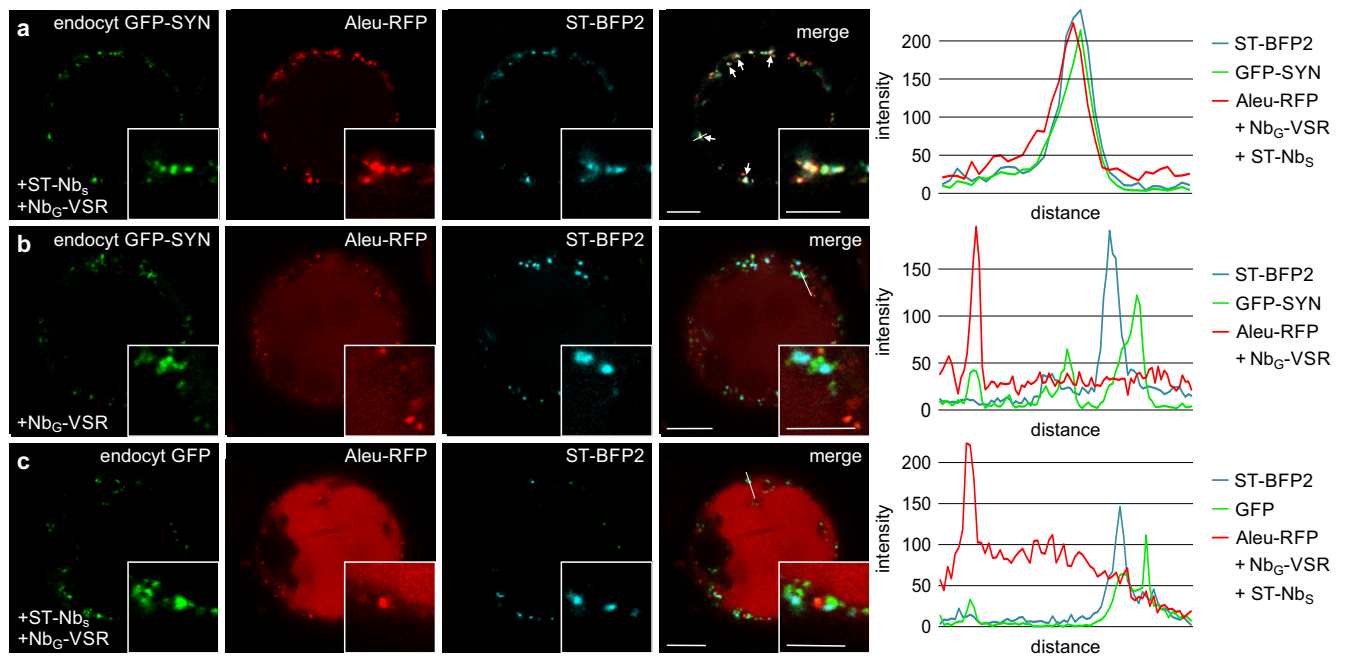 a
endocyt GFP-SYN
Aleu-RFP
ST-BFP2
merge
+ST-Nbs
+NbG-VSR
intensity
200
150
100
50
0
distance
ST-BFP2
GFP-SYN
Aleu-RFP
+ NbG-VSR
+ ST-NbS
b
endocyt GFP-SYN
Aleu-RFP
ST-BFP2
merge
+NbG-VSR
intensity
150
100
50
0
distance
ST-BFP2
GFP-SYN
Aleu-RFP
+ NbG-VSR
c
endocyt GFP
Aleu-RFP
ST-BFP2
merge
+ST-Nbs
+NbG-VSR
intensity
200
150
100
50
0
distance
ST-BFP2
GFP
Aleu-RFP
+ NbG-VSR
+ ST-NbS